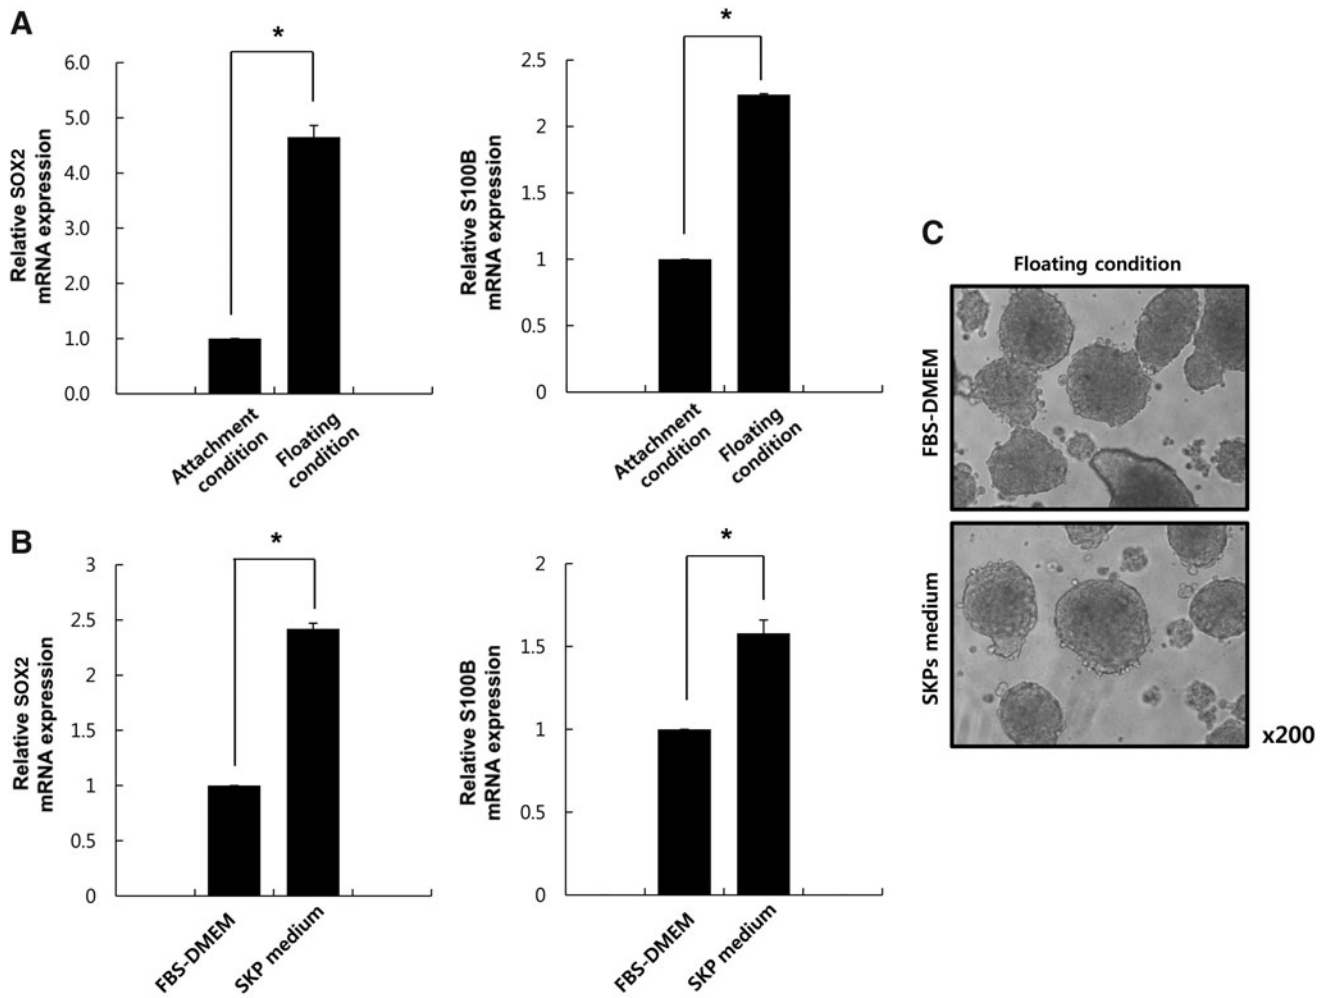 A
*
6.0
5.0
4.0
3.0
2.0
1.0
0.0
Relative SOX2
mRNA expression
Attachment
condition
Floating
condition
*
2.5
2
1.5
1
0.5
0
Relative S100B
mRNA expression
Attachment
condition
Floating
condition
B
*
3
2.5
2
1.5
1
0.5
0
Relative SOX2
mRNA expression
FBS-DMEM
SKP medium
*
2
1.5
1
0.5
0
Relative S100B
mRNA expression
FBS-DMEM
SKP medium
C
Floating condition
FBS-DMEM
SKPs medium
x200